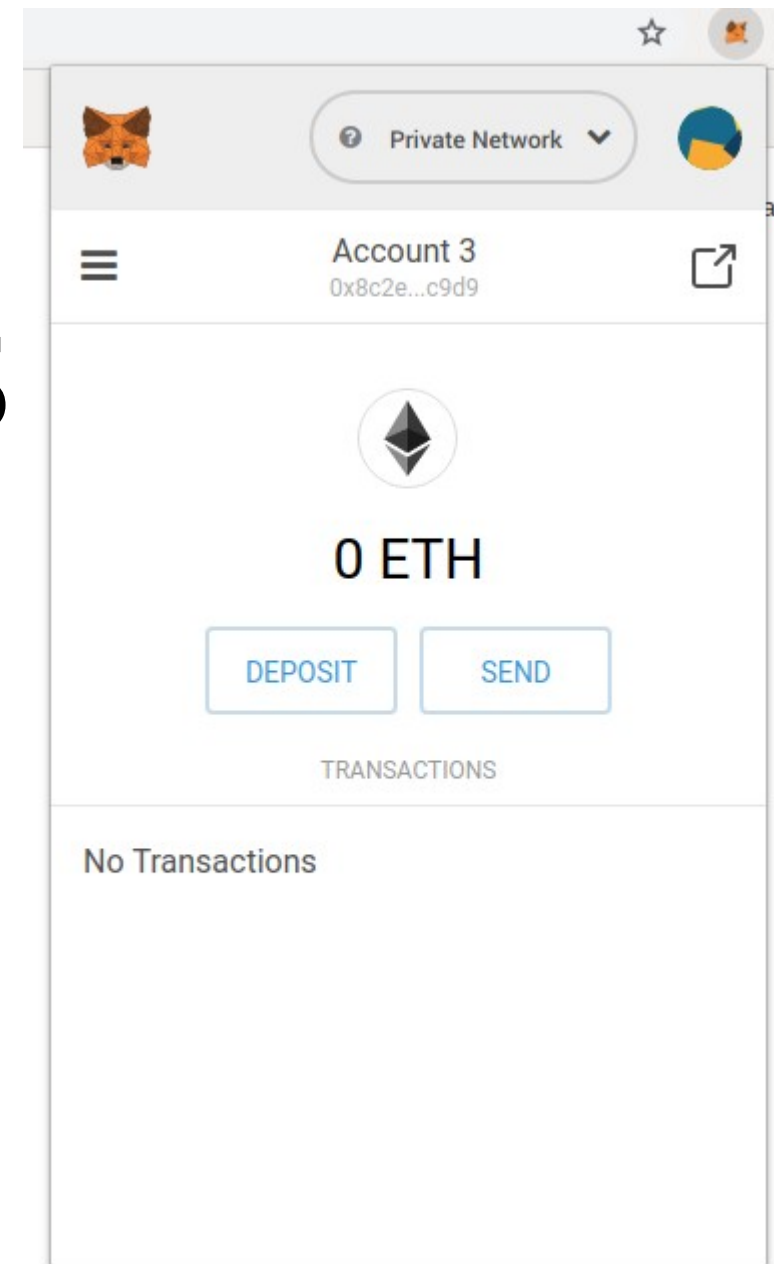 Private Network
Account 3
0x8c2e...c9d9
0 ETH
DEPOSIT
SEND
TRANSACTIONS
No Transactions